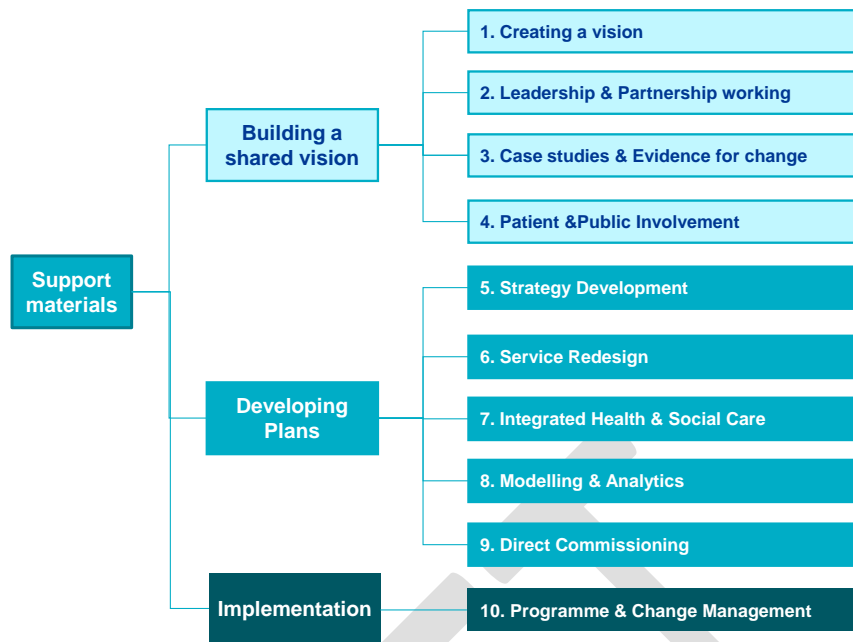 Support
materials
Building a
shared vision
1. Creating a vision
2. Leadership & Partnership working
3. Case studies & Evidence for change
4. Patient &Public Involvement
Developing
Plans
5. Strategy Development
6. Service Redesign
7. Integrated Health & Social Care
8. Modelling & Analytics
9. Direct Commissioning
Implementation
10. Programme & Change Management